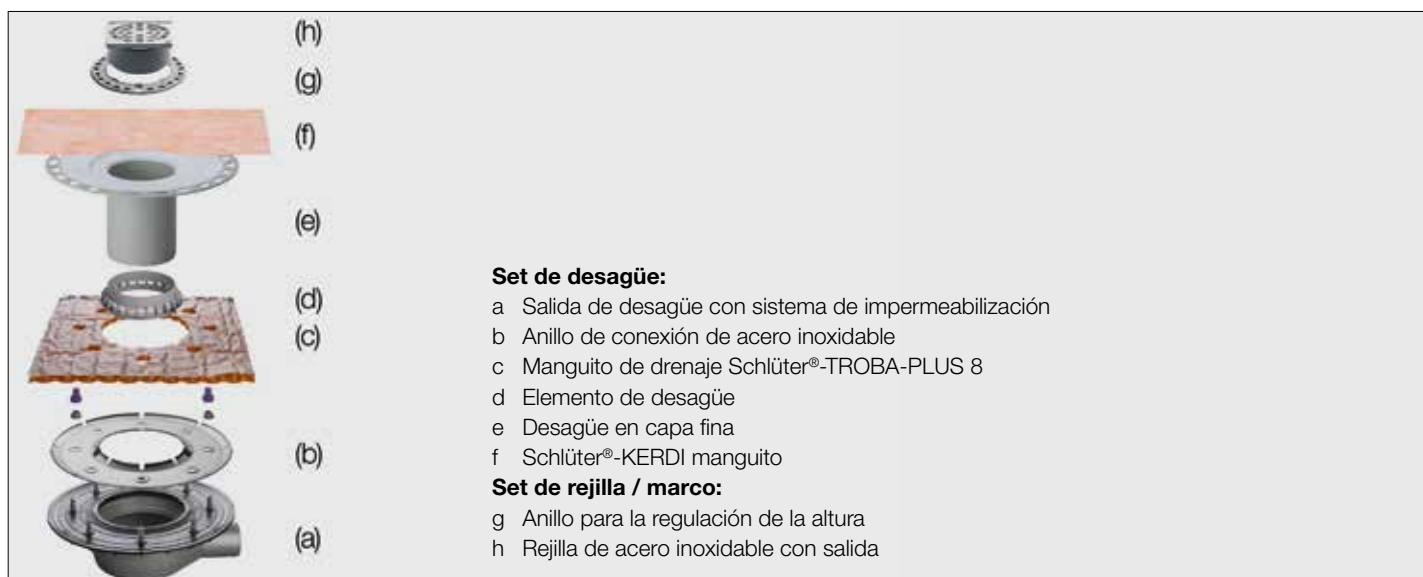 (h)
(g)
(f)
(e)
(d)
(c)
(b)
(a)
Set de desagüe:
a Salida de desagüe con sistema de impermeabilización
b Anillo de conexión de acero inoxidable
c Manguito de drenaje Schlüter®-TROBA-PLUS 8
d Elemento de desagüe
e Desagüe en capa fina
f Schlüter®-KERDI manguito
Set de rejilla / marco:
g Anillo para la regulación de la altura
h Rejilla de acero inoxidable con salida